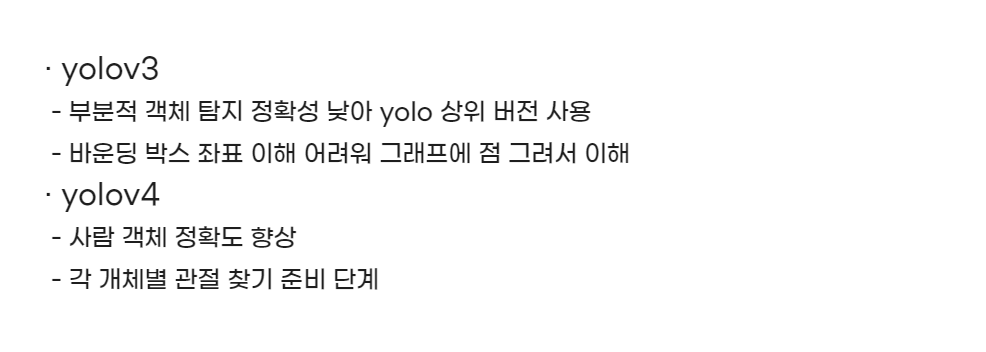 · yolov3
- 부분적 객체 탐지 정확성 낮아 yolo 상위 버전 사용
- 바운딩 박스 좌표 이해 어려워 그래프에 점 그려서 이해
· yolov4
- 사람 객체 정확도 향상
- 각 개체별 관절 찾기 준비 단계